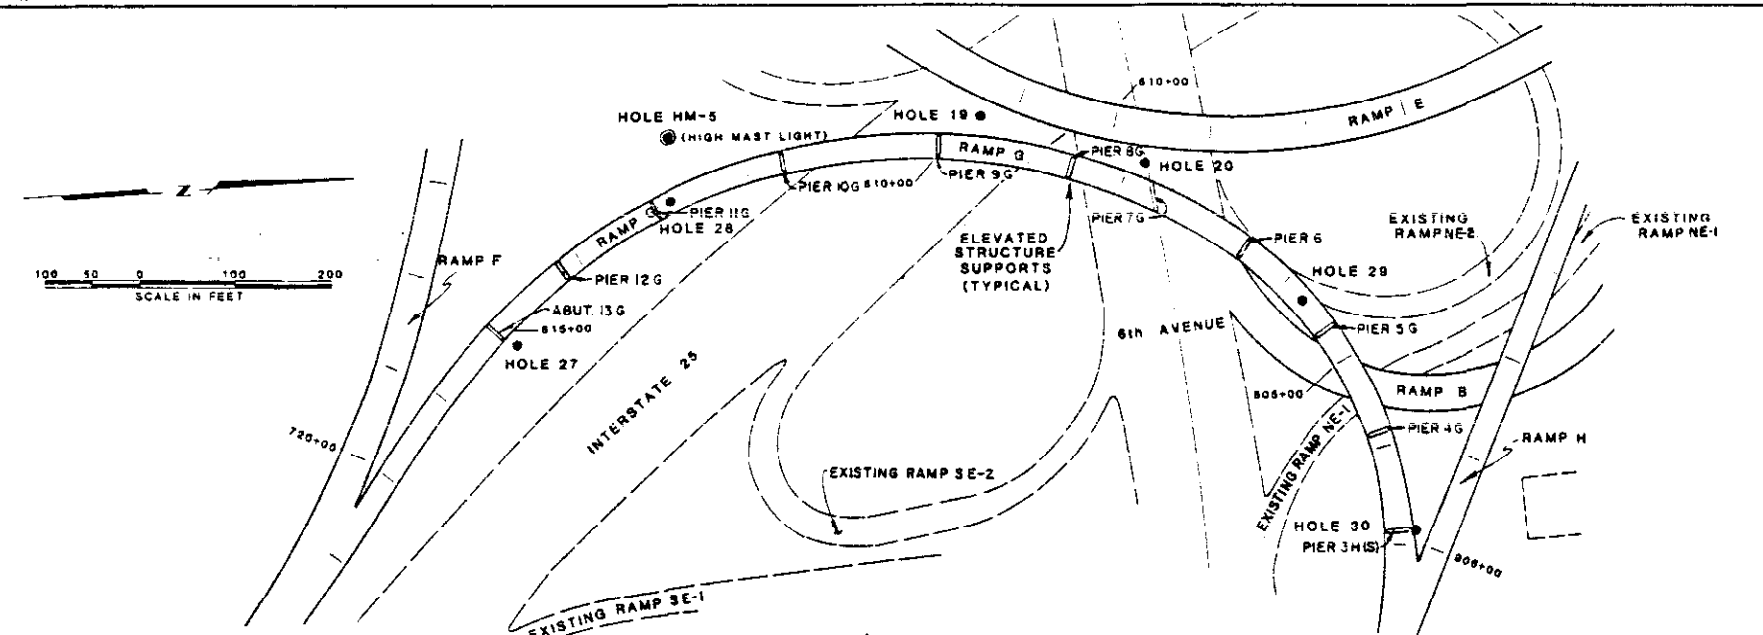 610+00
RAMP E
HOLE HM-5
(HIGH MAST LIGHT)
HOLE 19
RAMP G
PIER 8G
HOLE 20
PIER 10G
610+00
PIER 9G
Z
PIER 11G
HOLE 28
RAMP G
PIER 7G
ELEVATED
STRUCTURE
SUPPORTS
(TYPICAL)
PIER 6
EXISTING
RAMP NE-2
EXISTING
RAMP NE-1
HOLE 29
RAMP F
PIER 12G
100 50 0 100 200
SCALE IN FEET
ABUT. 13G
615+00
HOLE 27
6th AVENUE
PIER 5G
INTERSTATE 25
605+00
RAMP B
PIER 4G
RAMP H
720+00
EXISTING RAMP SE-2
EXISTING RAMP NE-1
HOLE 30
PIER 3H(S)
906+00
EXISTING RAMP SE-1